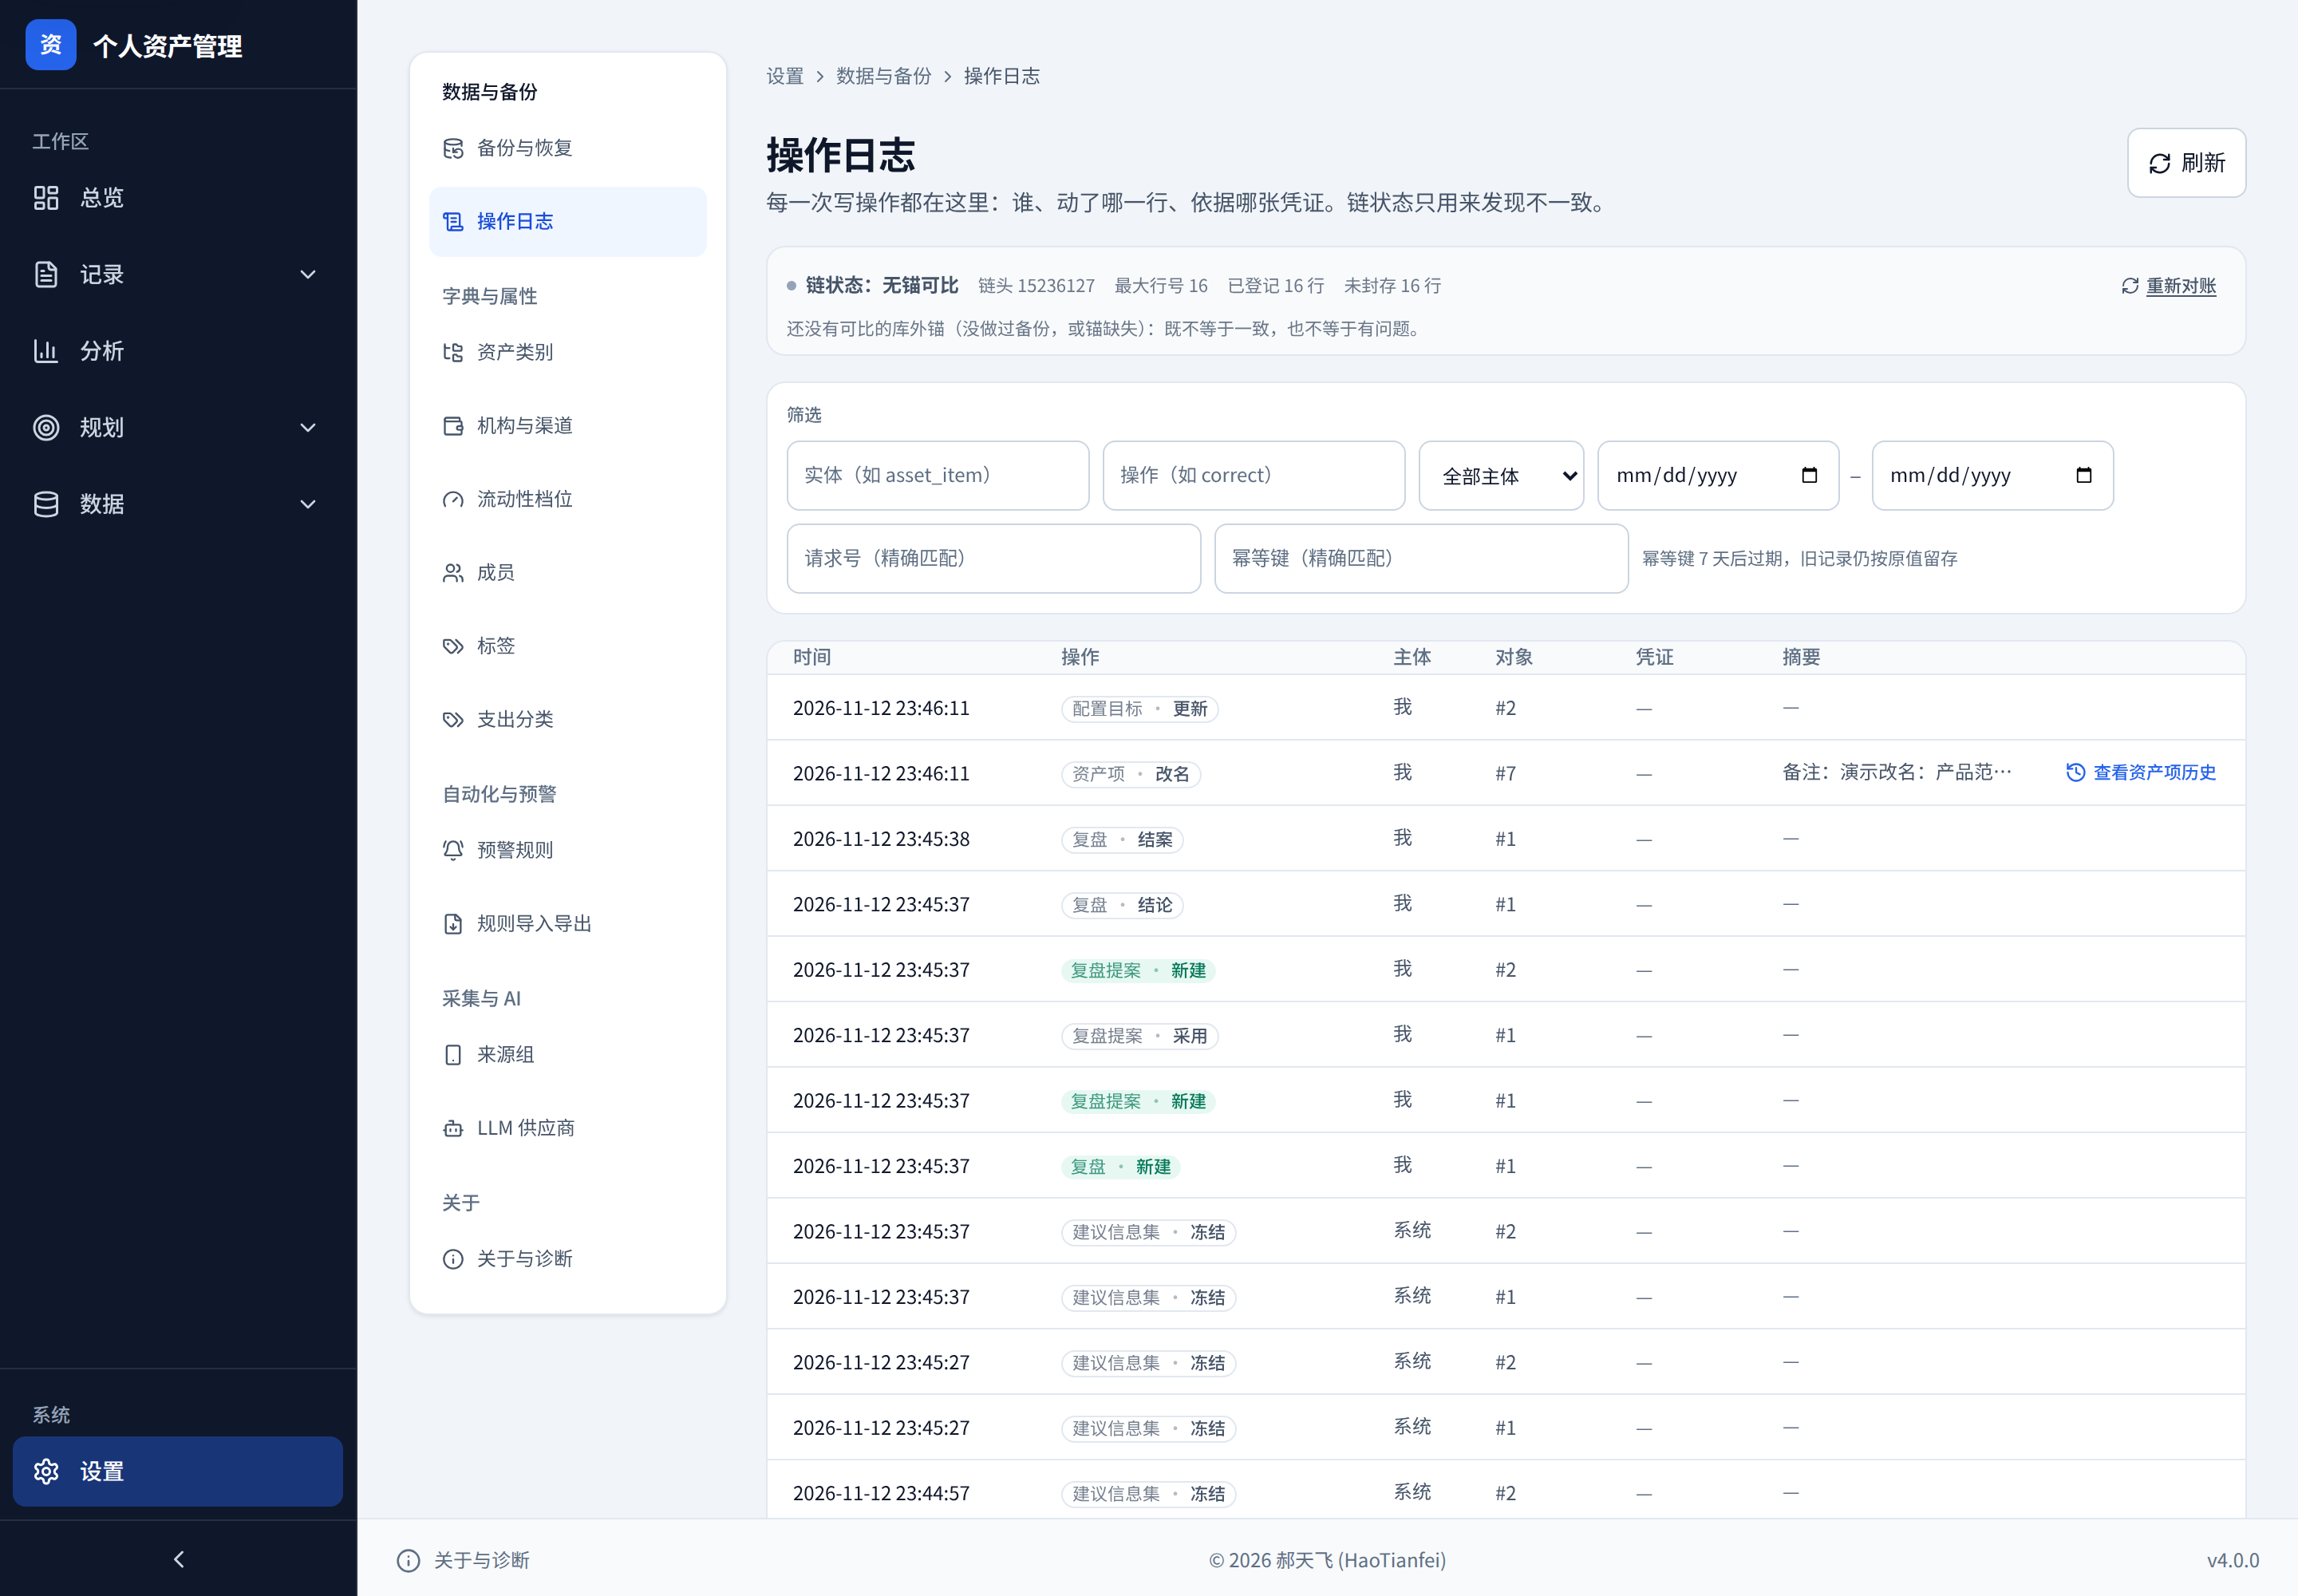 资 个人资产管理
工作区
总览
记录
分析
规划
数据
系统
设置
数据与备份
备份与恢复
操作日志
字典与属性
资产类别
机构与渠道
流动性档位
成员
标签
支出分类
自动化与预警
预警规则
规则导入导出
采集与 AI
来源组
LLM 供应商
关于
关于与诊断
设置 > 数据与备份 > 操作日志
操作日志
每一次写操作都在这里：谁、动了哪一行、依据哪张凭证。链状态只用来发现不一致。
刷新
链状态：无锚可比 链头 15236127 最大行号 16 已登记 16 行 未封存 16 行 重新对账
还没有可比的库外锚（没做过备份，或锚缺失）：既不等于一致，也不等于有问题。
筛选
实体（如 asset_item） 操作（如 correct） 全部主体 mm/dd/yyyy – mm/dd/yyyy
请求号（精确匹配） 幂等键（精确匹配） 幂等键 7 天后过期，旧记录仍按原值留存
时间 操作 主体 对象 凭证 摘要
2026-11-12 23:46:11 配置目标 · 更新 我 #2 — —
2026-11-12 23:46:11 资产项 · 改名 我 #7 — 备注：演示改名：产品范… 查看资产项历史
2026-11-12 23:45:38 复盘 · 结案 我 #1 — —
2026-11-12 23:45:37 复盘 · 结论 我 #1 — —
2026-11-12 23:45:37 复盘提案 · 新建 我 #2 — —
2026-11-12 23:45:37 复盘提案 · 采用 我 #1 — —
2026-11-12 23:45:37 复盘提案 · 新建 我 #1 — —
2026-11-12 23:45:37 复盘 · 新建 我 #1 — —
2026-11-12 23:45:37 建议信息集 · 冻结 系统 #2 — —
2026-11-12 23:45:37 建议信息集 · 冻结 系统 #1 — —
2026-11-12 23:45:27 建议信息集 · 冻结 系统 #2 — —
2026-11-12 23:45:27 建议信息集 · 冻结 系统 #1 — —
2026-11-12 23:44:57 建议信息集 · 冻结 系统 #2 — —
关于与诊断 © 2026 郝天飞 (HaoTianfei) v4.0.0